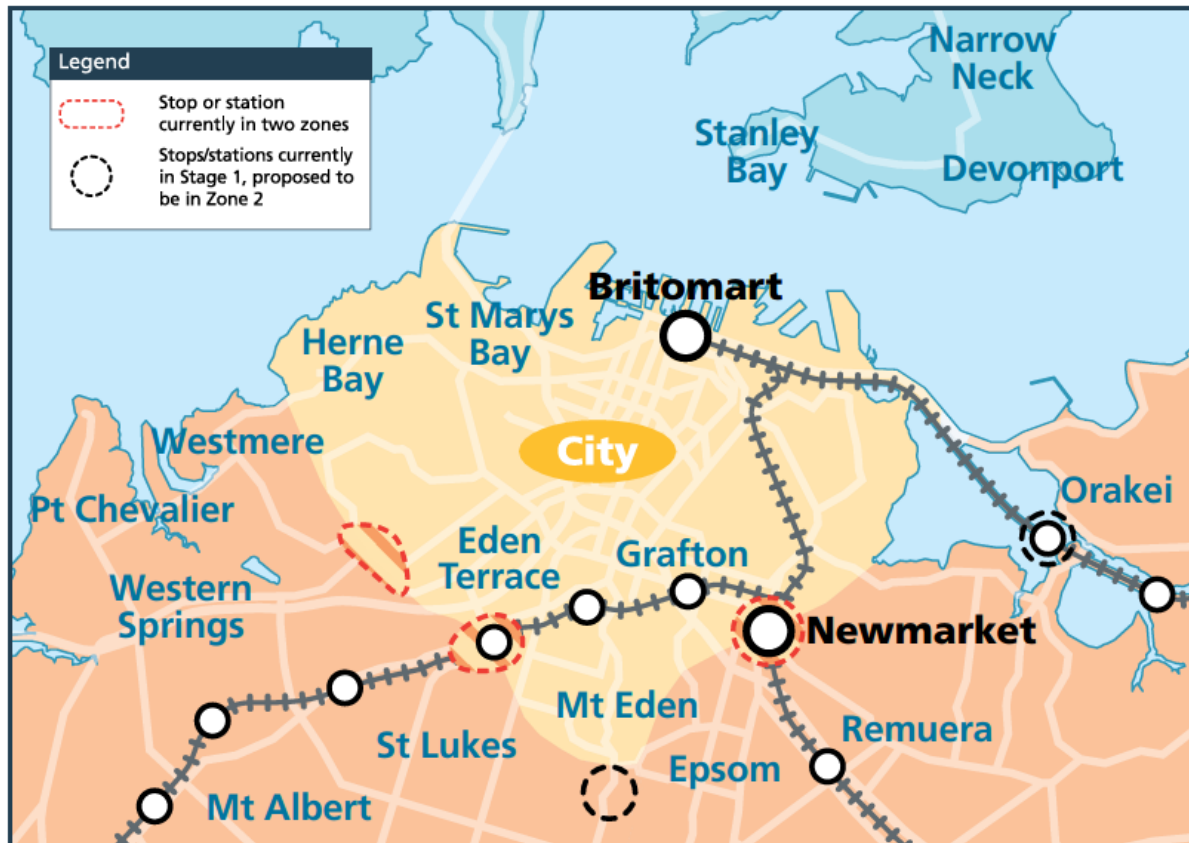 Legend
Stop or station
currently in two zones
Stops/stations currently
in Stage 1, proposed to
be in Zone 2
Narrow
Neck
Stanley
Bay
Devonport
Britomart
St Marys
Bay
Herne
Bay
Westmere
City
Pt Chevalier
Orakei
Eden
Terrace
Grafton
Western
Springs
Newmarket
Mt Eden
St Lukes
Remuera
Epsom
Mt Albert